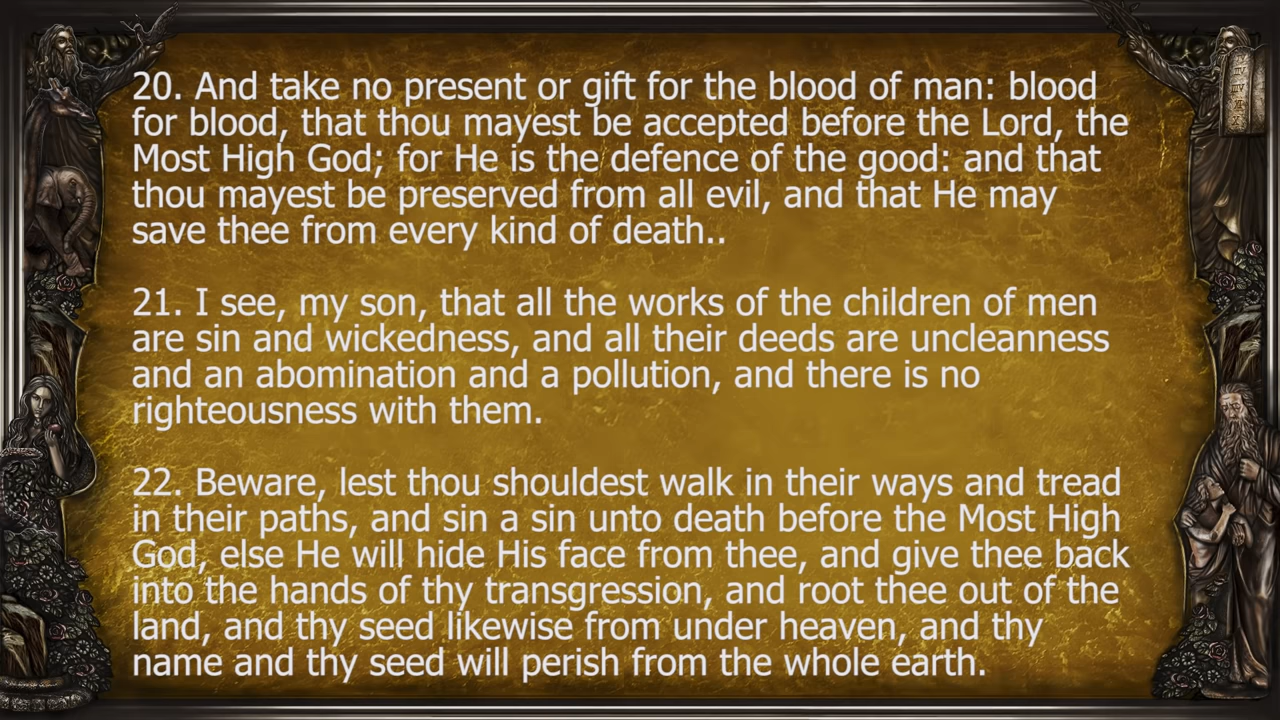 20. And take no present or gift for the blood of man: blood
for blood, that thou mayest be accepted before the Lord, the
Most High God; for He is the defence of the good: and that
thou mayest be preserved from all evil, and that He may
save thee from every kind of death..
21. I see, my son, that all the works of the children of men
are sin and wickedness, and all their deeds are uncleanness
and an abomination and a pollution, and there is no
righteousness with them.
22. Beware, lest thou shouldest walk in their ways and tread
in their paths, and sin a sin unto death before the Most High
God, else He will hide His face from thee, and give thee back
into the hands of thy transgression, and root thee out of the
land, and thy seed likewise from under heaven, and thy
name and thy seed will perish from the whole earth.